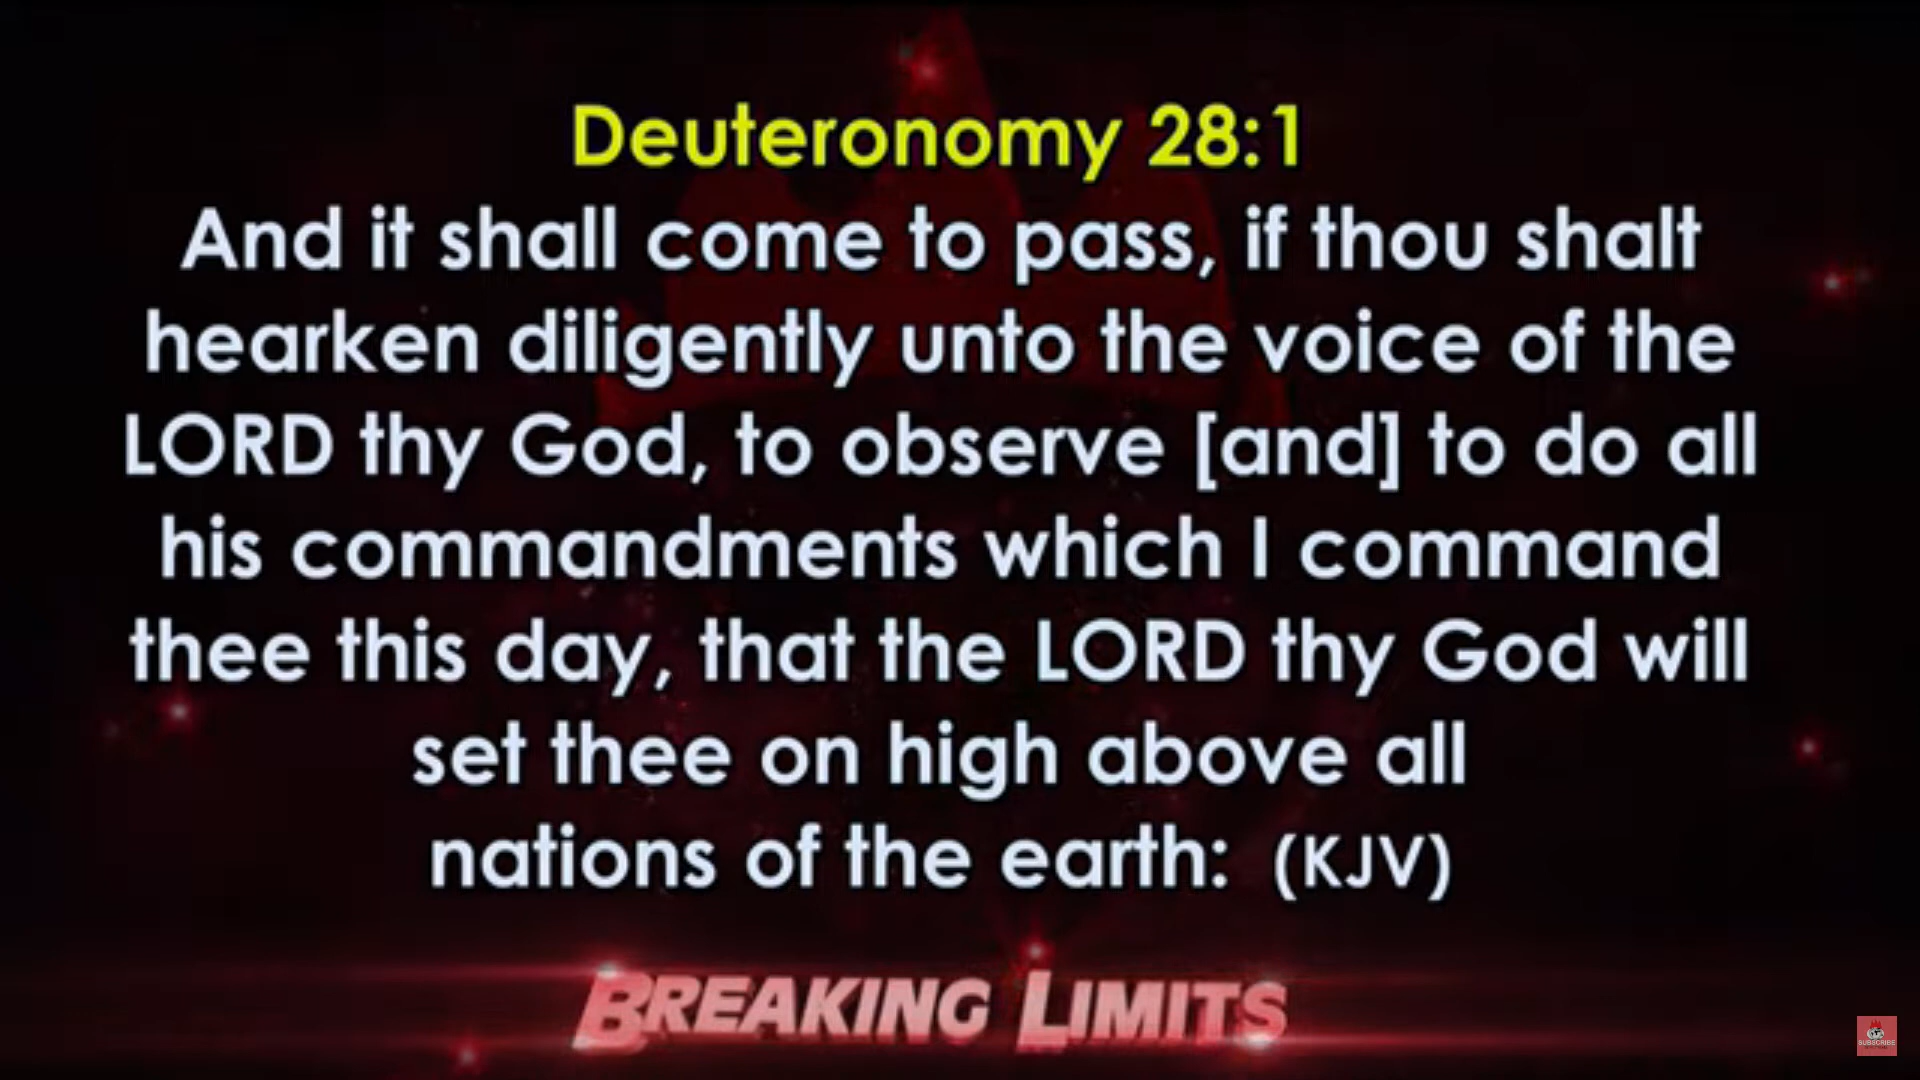 Deuteronomy 28:1
And it shall come to pass, if thou shalt
hearken diligently unto the voice of the
LORD thy God, to observe [and] to do all
his commandments which I command
thee this day, that the LORD thy God will
set thee on high above all
nations of the earth: (KJV)
BREAKING LIMITS
SUBSCRIBE